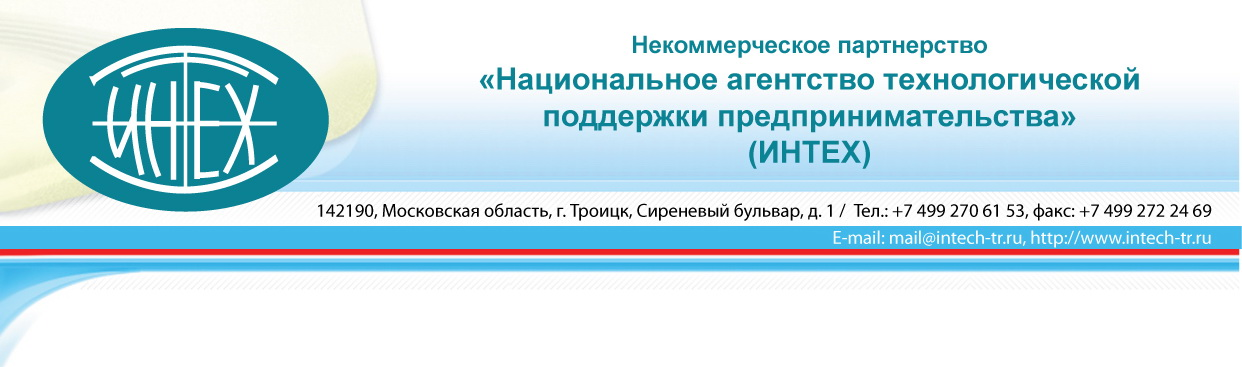 ИНТЕХ
Некоммерческое партнерство
«Национальное агентство технологической
поддержки предпринимательства»
(ИНТЕХ)
142190, Московская область, г. Троицк, Сиреневый бульвар, д. 1 / Тел.: +7 499 270 61 53, факс: +7 499 272 24 69
E-mail: mail@intech-tr.ru, http://www.intech-tr.ru